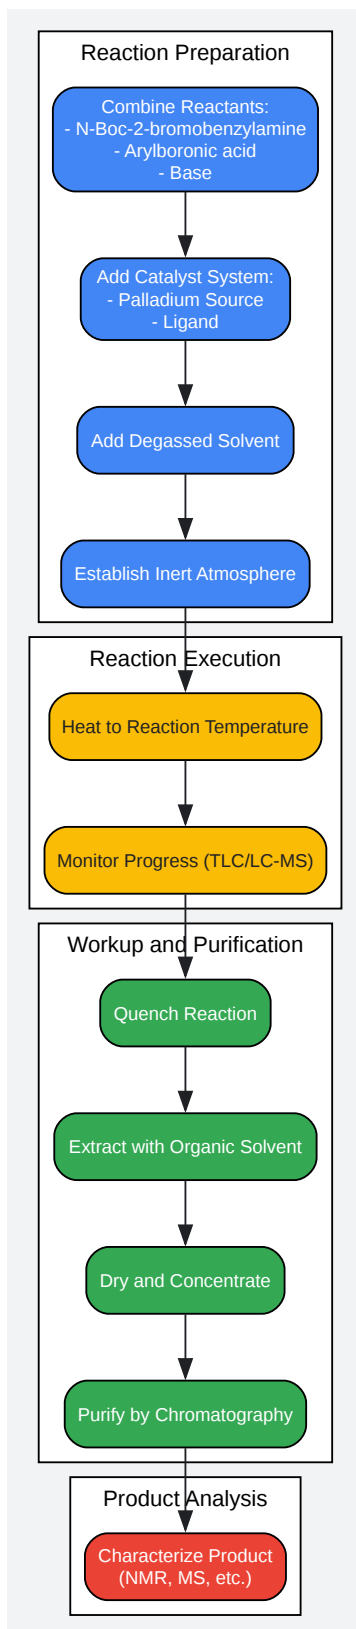 Reaction Preparation
Combine Reactants:
- N-Boc-2-bromobenzylamine
- Arylboronic acid
- Base
Add Catalyst System:
- Palladium Source
- Ligand
Add Degassed Solvent
Establish Inert Atmosphere
Reaction Execution
Heat to Reaction Temperature
Monitor Progress (TLC/LC-MS)
Workup and Purification
Quench Reaction
Extract with Organic Solvent
Dry and Concentrate
Purify by Chromatography
Product Analysis
Characterize Product
(NMR, MS, etc.)